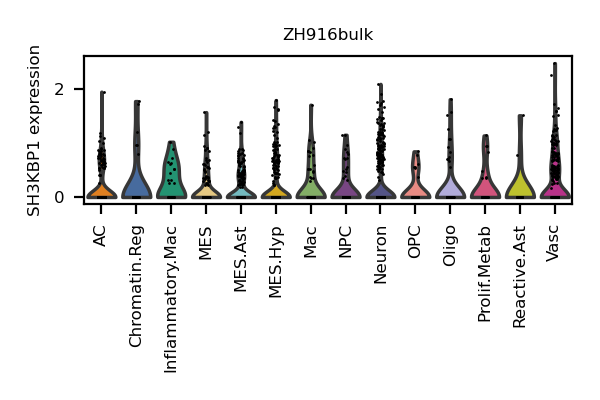 ZH916bulk
SH3KBP1 expression
2
0
AC
Chromatin.Reg
Inflammatory.Mac
MES
MES.Ast
MES.Hyp
Mac
NPC
Neuron
OPC
Oligo
Prolif.Metab
Reactive.Ast
Vasc